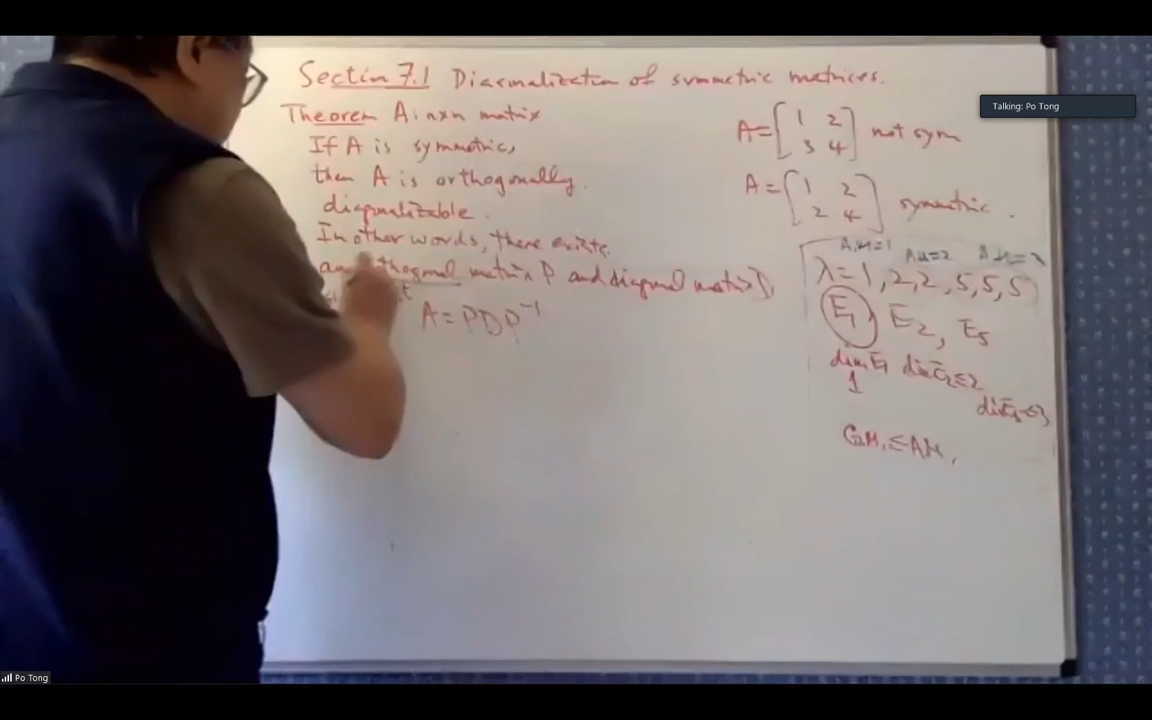 Section 7.1 Diagonalization of symmetric matrices.
Theorem A: nxn matrix
If A is symmetric,
then A is orthogonally
diagonalizable.
In other words, there exists
orthogonal matrix P and diagonal matrix D
A = PDP⁻¹
A = [1 2
3 4] not sym
A = [1 2
2 4] symmetric.
A.M=1 A.M=2
λ = 1, 2, 2, 5, 5, 5
E₁, E₂, E₅
dim E₁ dim E₂ ≤ 2
1
dim E₅ ≤ 3
G.M. ≤ A.M.
Talking: Po Tong
Po Tong